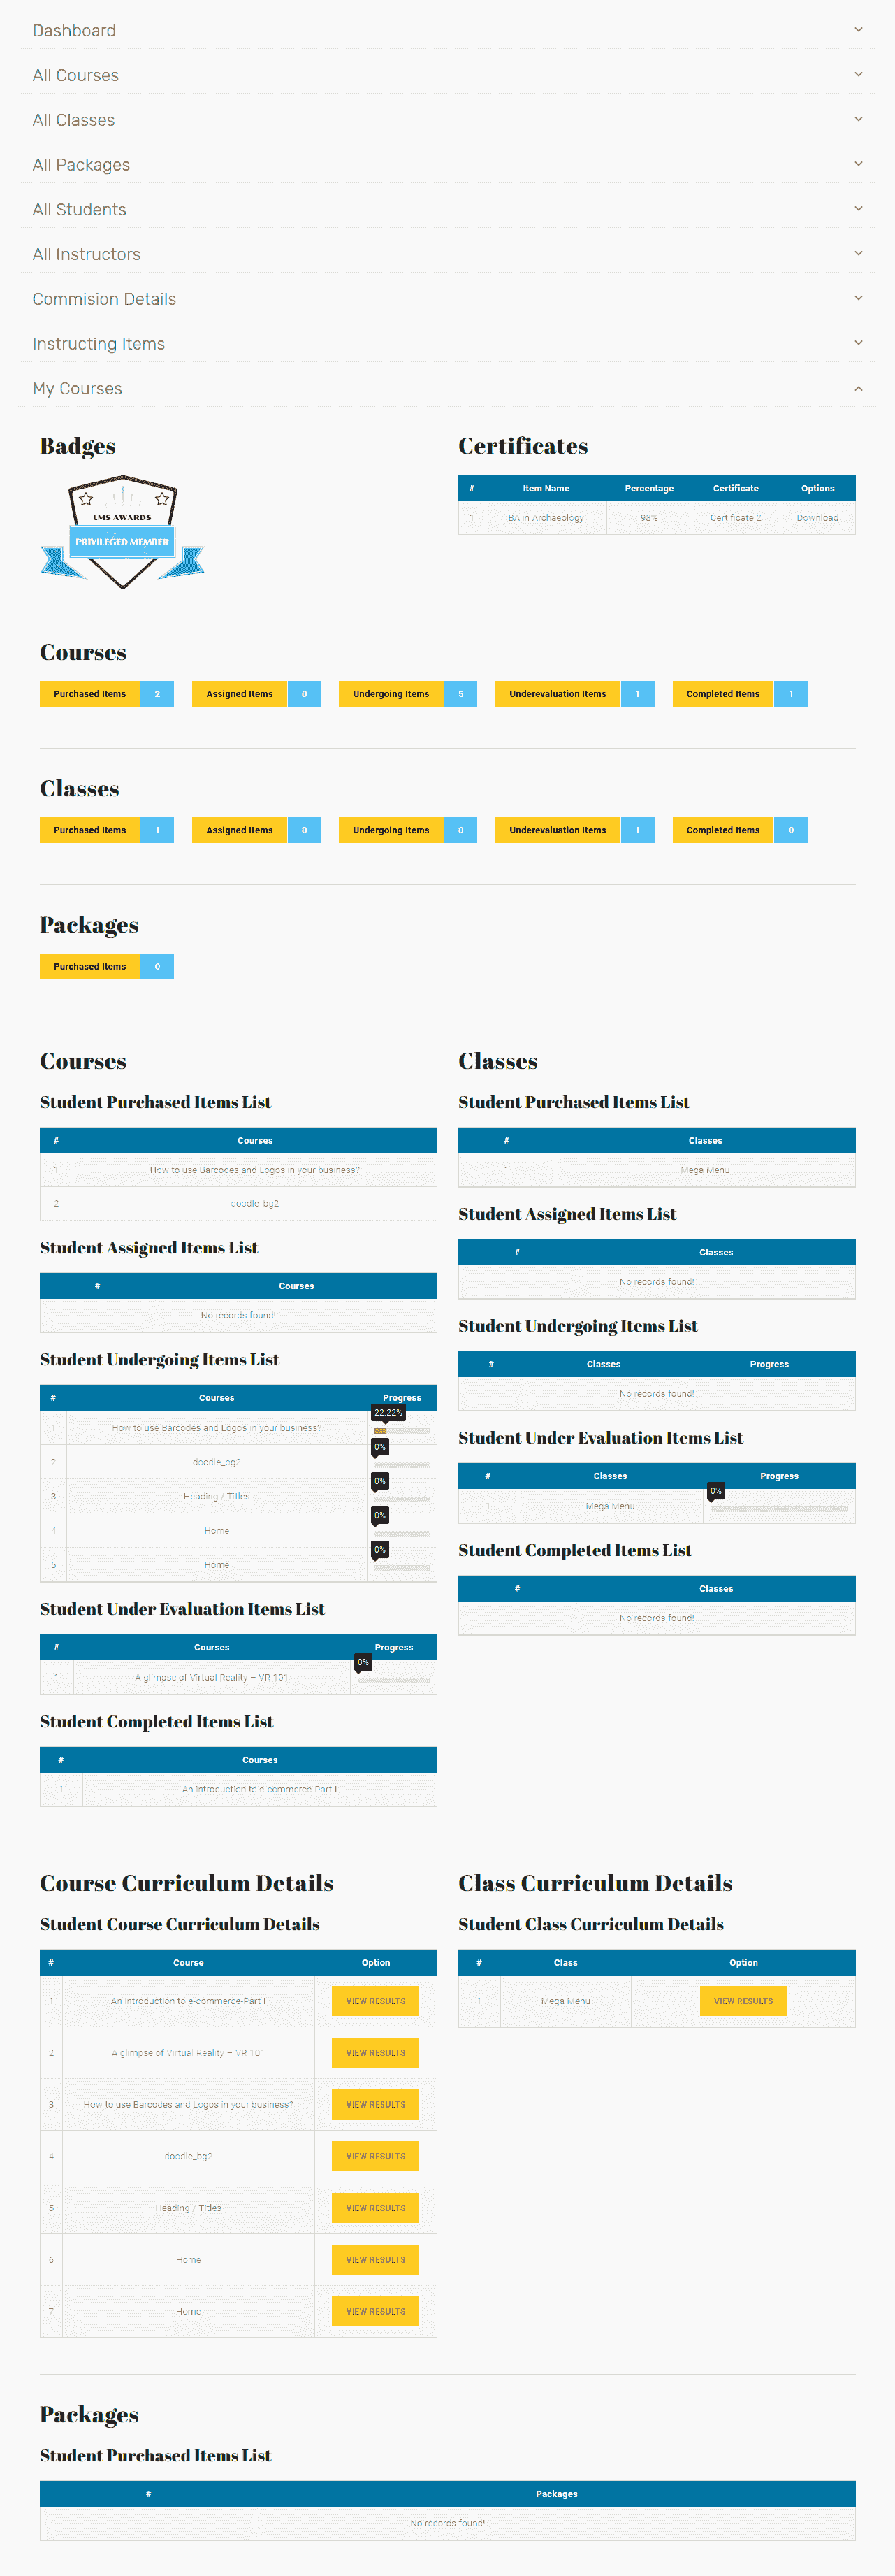 Dashboard
All Courses
All Classes
All Packages
All Students
All Instructors
Commision Details
Instructing Items
My Courses
Badges
LMS AWARDS
PRIVILEGED MEMBER
Certificates
# Item Name Percentage Certificate Options
1 BA in Archaeology 98% Certificate 2 Download
Courses
Purchased Items 2 Assigned Items 0 Undergoing Items 5 Underevaluation Items 1 Completed Items 1
Classes
Purchased Items 1 Assigned Items 0 Undergoing Items 0 Underevaluation Items 1 Completed Items 0
Packages
Purchased Items 0
Courses
Student Purchased Items List
# Courses
1 How to use Barcodes and Logos in your business?
2 doodle_bg2
Student Assigned Items List
# Courses
No records found!
Student Undergoing Items List
# Courses Progress
1 How to use Barcodes and Logos in your business? 22.22%
2 doodle_bg2 0%
3 Heading / Titles 0%
4 Home 0%
5 Home 0%
Student Under Evaluation Items List
# Courses Progress
1 A glimpse of Virtual Reality – VR 101 0%
Student Completed Items List
# Courses
1 An Introduction to e-commerce-Part I
Classes
Student Purchased Items List
# Classes
1 Mega Menu
Student Assigned Items List
# Classes
No records found!
Student Undergoing Items List
# Classes Progress
No records found!
Student Under Evaluation Items List
# Classes Progress
1 Mega Menu 0%
Student Completed Items List
# Classes
No records found!
Course Curriculum Details
Student Course Curriculum Details
# Course Option
1 An Introduction to e-commerce-Part I VIEW RESULTS
2 A glimpse of Virtual Reality – VR 101 VIEW RESULTS
3 How to use Barcodes and Logos in your business? VIEW RESULTS
4 doodle_bg2 VIEW RESULTS
5 Heading / Titles VIEW RESULTS
6 Home VIEW RESULTS
7 Home VIEW RESULTS
Class Curriculum Details
Student Class Curriculum Details
# Class Option
1 Mega Menu VIEW RESULTS
Packages
Student Purchased Items List
# Packages
No records found!